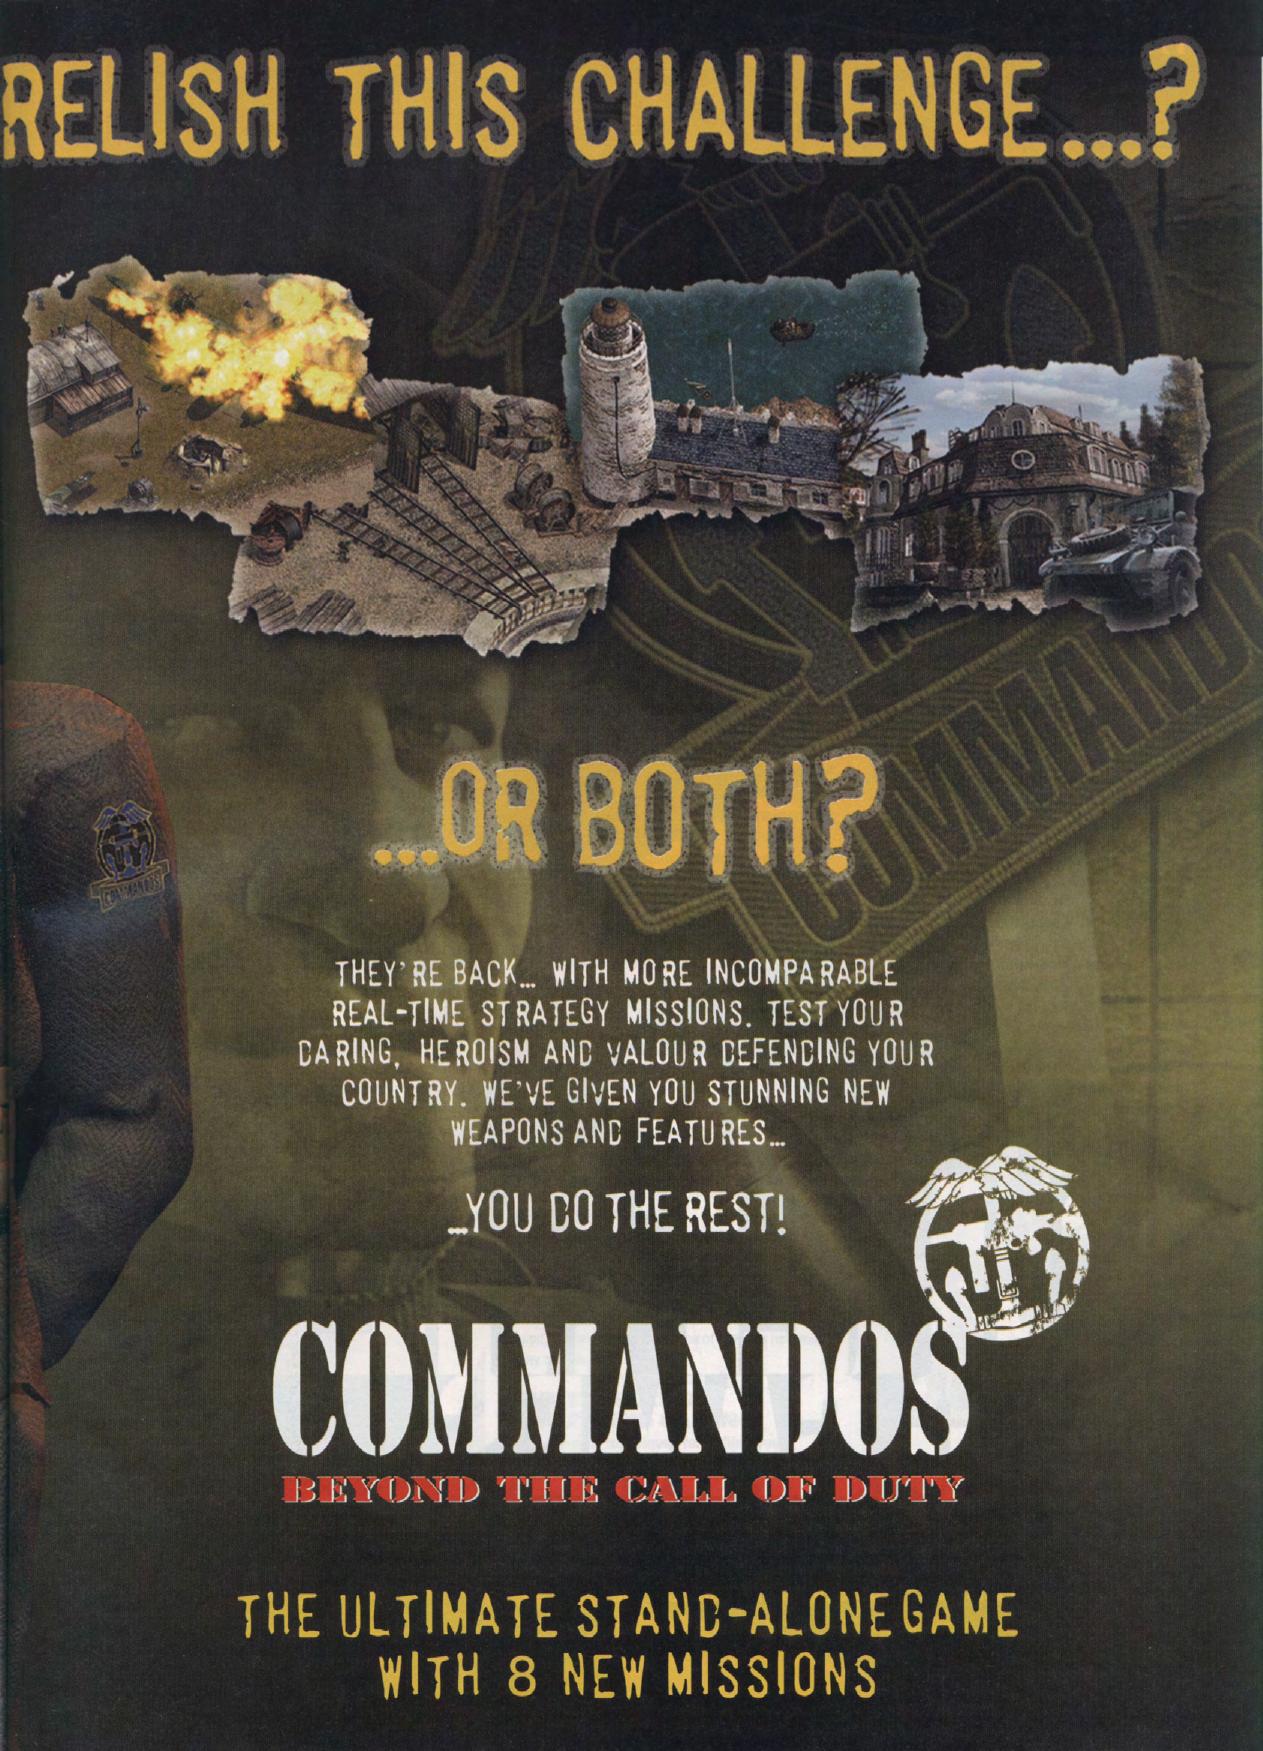 RELISH THIS CHALLENGE....?
COMMANDOS
...OR BOTH?
COMMANDOS
THEY'RE BACK... WITH MORE INCOMPARABLE
REAL-TIME STRATEGY MISSIONS. TEST YOUR
DARING, HEROISM AND VALOUR DEFENDING YOUR
COUNTRY. WE'VE GIVEN YOU STUNNING NEW
WEAPONS AND FEATURES...
...YOU DO THE REST!
COMMANDOS
BEYOND THE CALL OF DUTY
THE ULTIMATE STAND-ALONE GAME
WITH 8 NEW MISSIONS